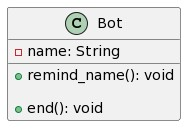 C Bot
name: String
remind_name(): void
end(): void